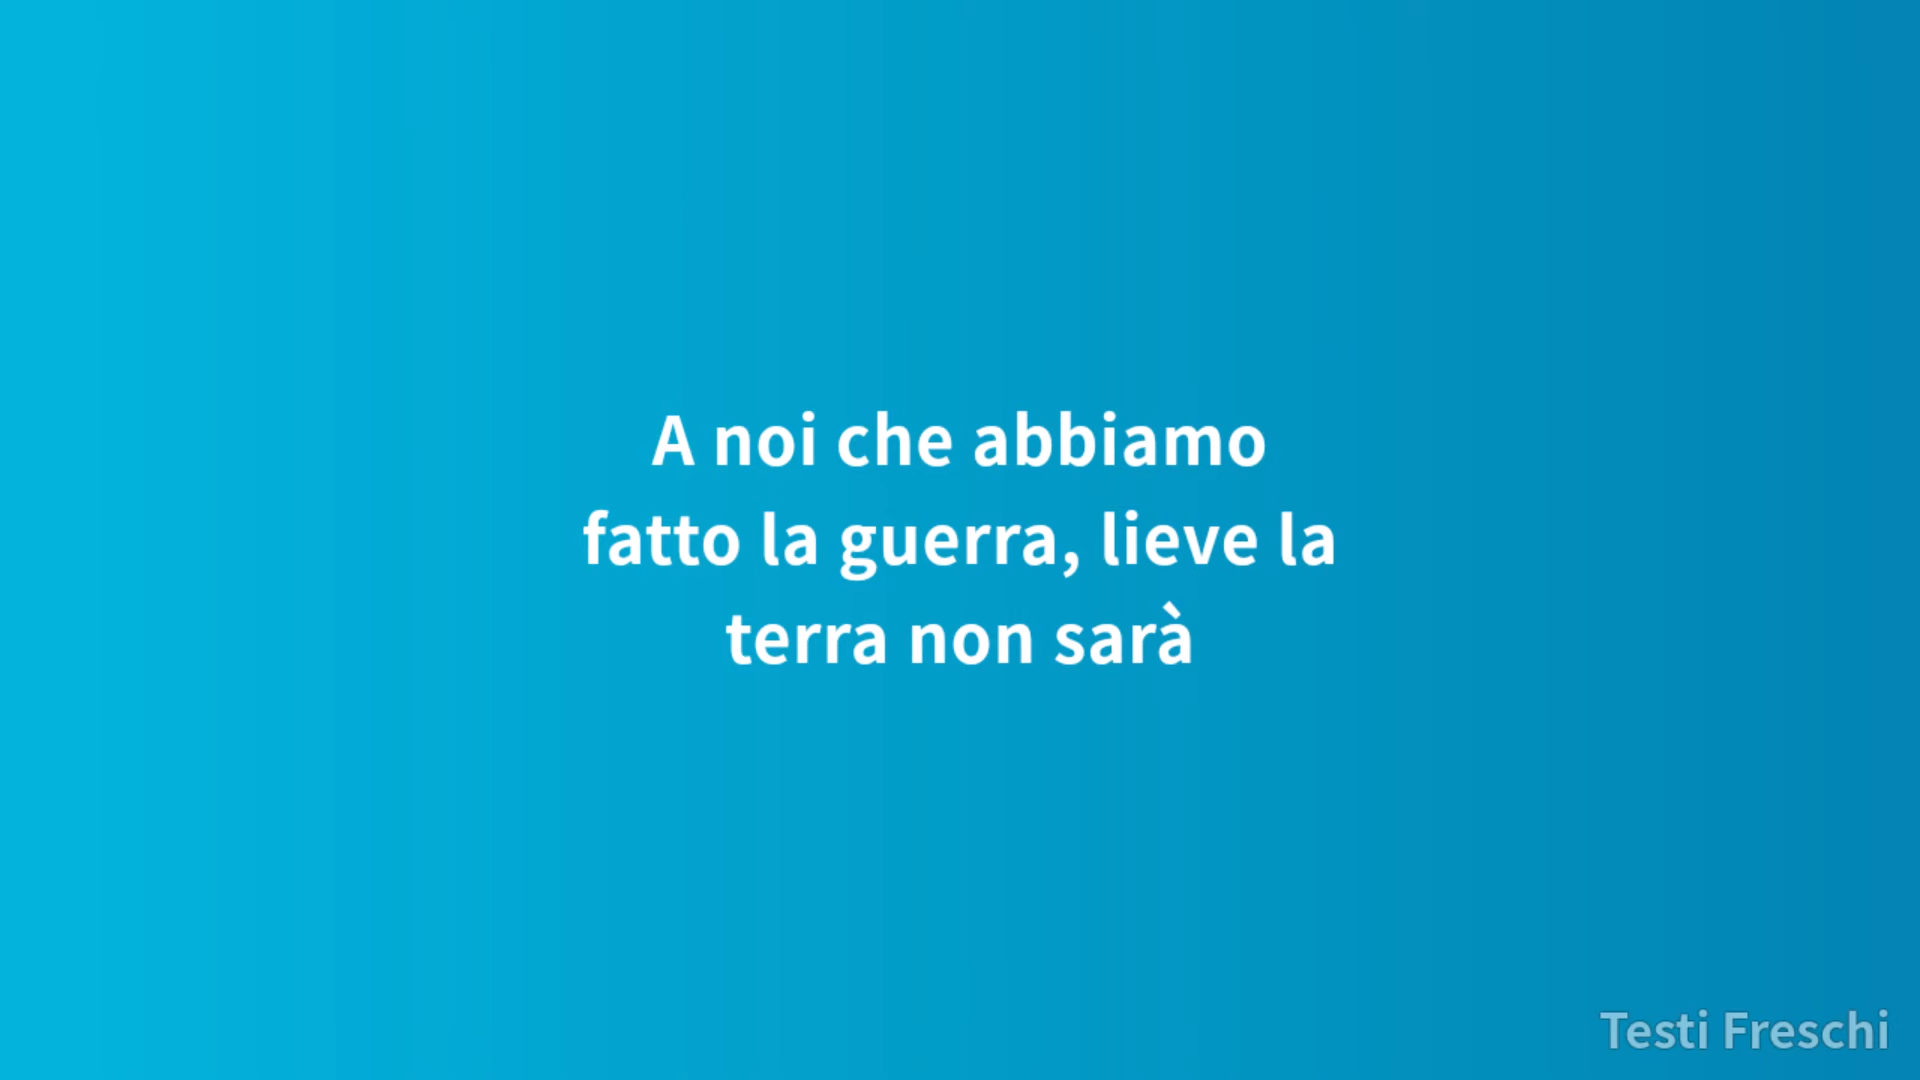 A noi che abbiamo
fatto la guerra, lieve la
terra non sarà
Testi Freschi